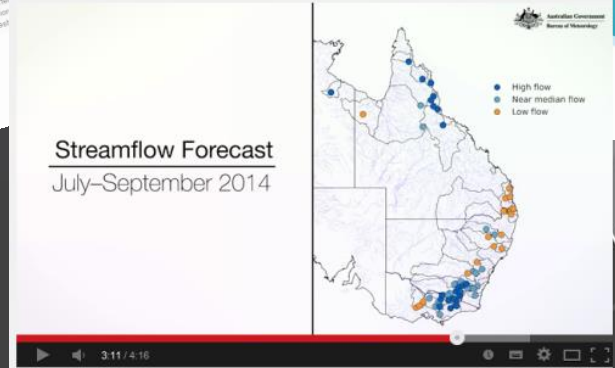 Australian Government
Bureau of Meteorology
High flow
Near median flow
Low flow
Streamflow Forecast
July–September 2014
3:11 / 4:16